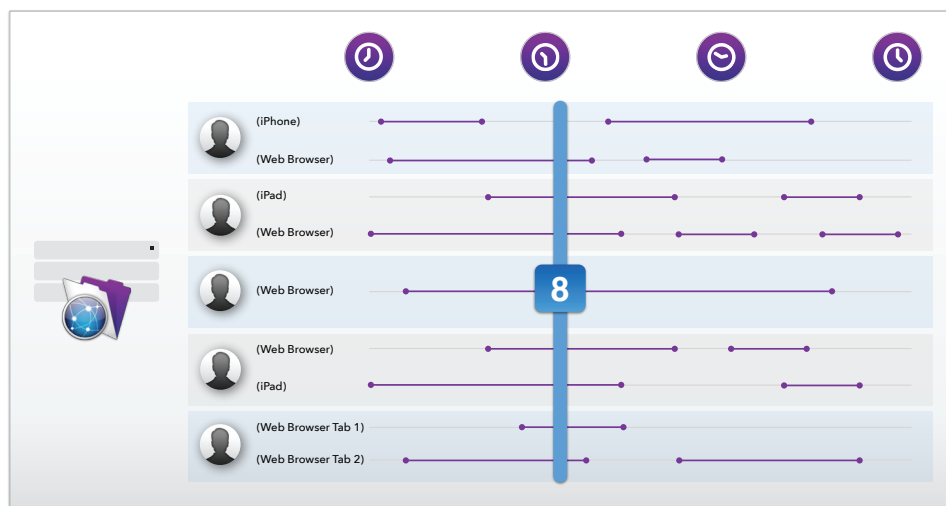 (iPhone)
(Web Browser)
(iPad)
(Web Browser)
(Web Browser)
8
(Web Browser)
(iPad)
(Web Browser Tab 1)
(Web Browser Tab 2)